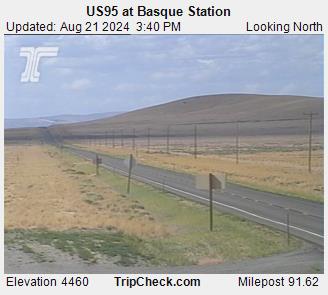 US95 at Basque Station
Updated: Aug 21 2024 3:40 PM Looking North
Elevation 4460 TripCheck.com Milepost 91.62